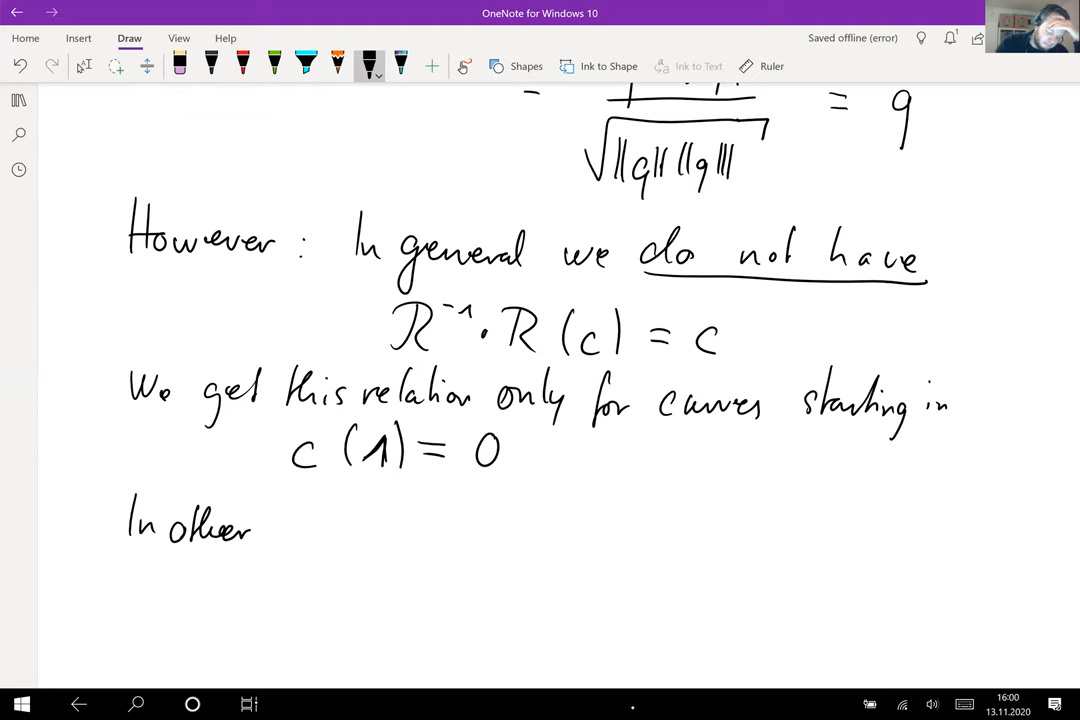 OneNote for Windows 10
Home Insert Draw View Help
Saved offline (error)
Shapes Ink to Shape Ink to Text Ruler
= q
√||q|| ||q||
However : In general we do not have
R⁻¹ · R (c) = c
We get this relation only for curves starting in
c (1) = 0
In other
16:00
13.11.2020